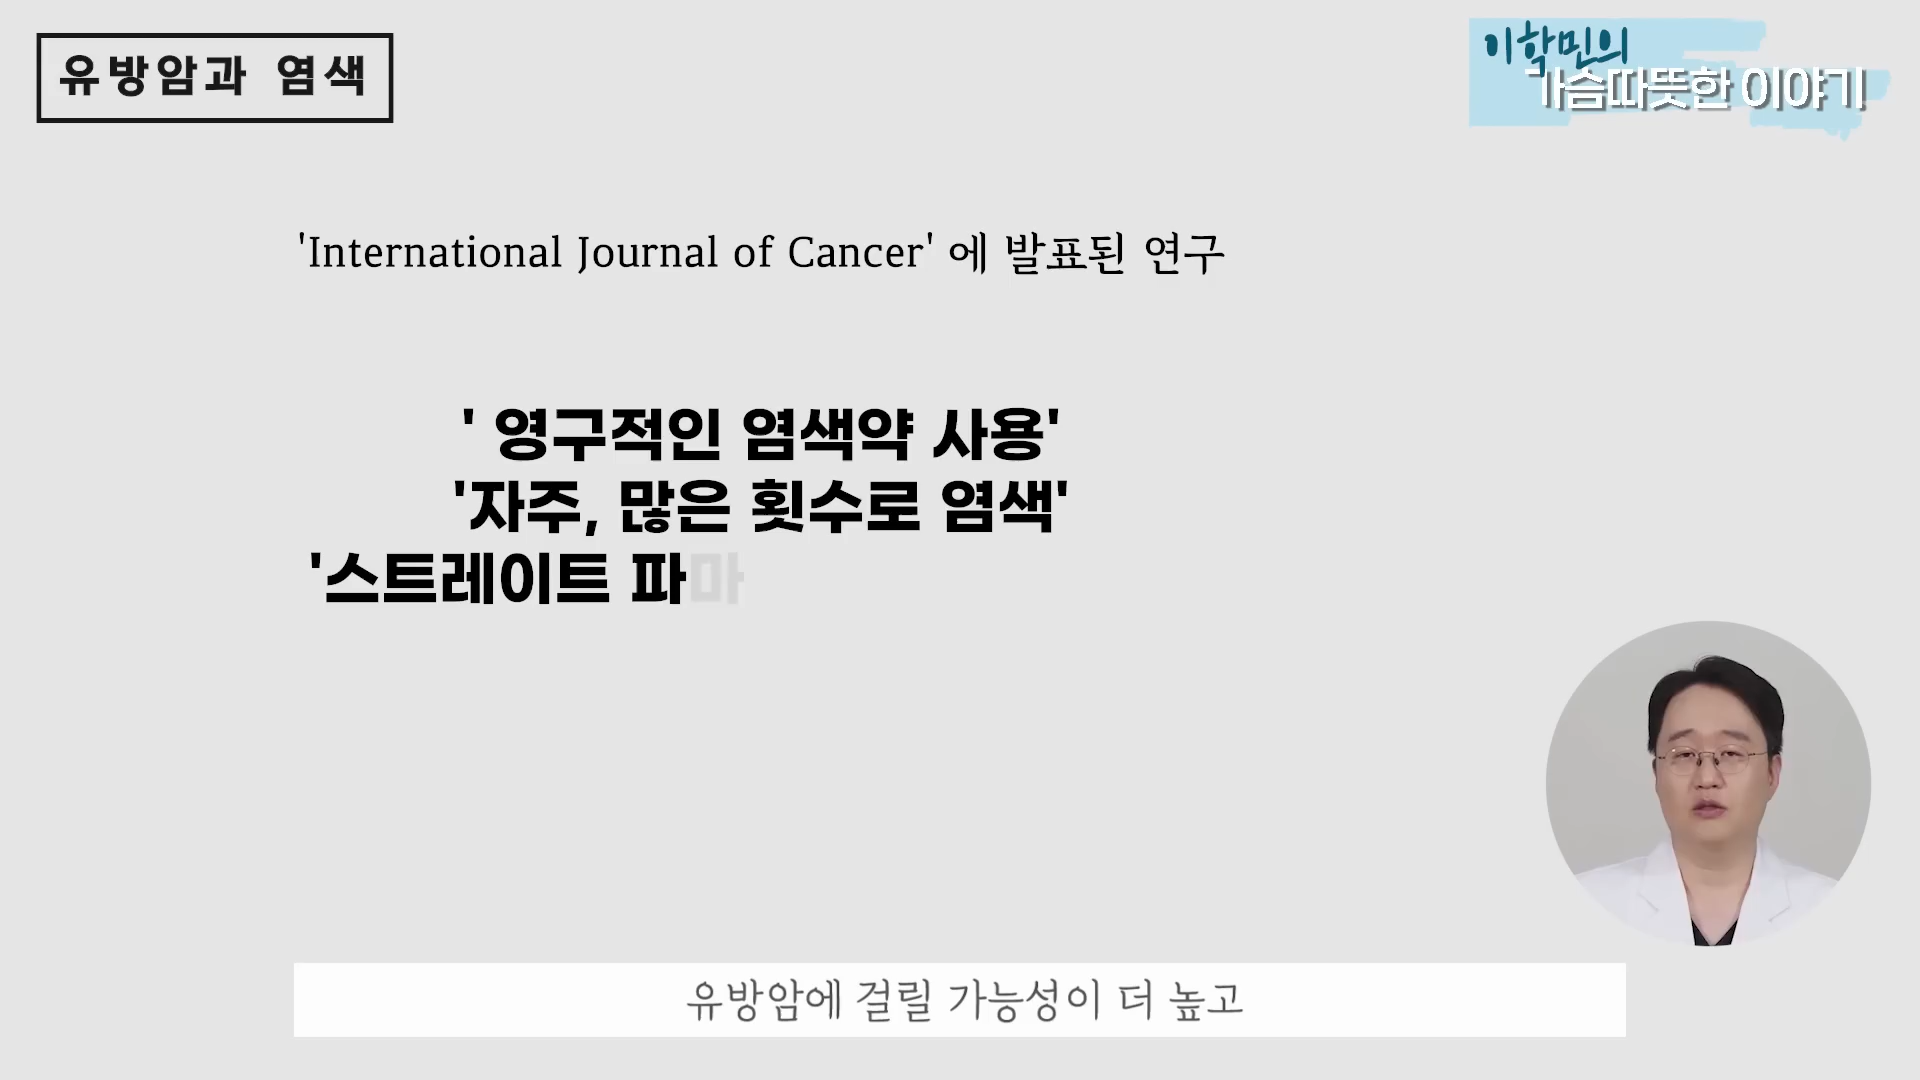 유방암과 염색
이학민의
가슴따뜻한 이야기
'International Journal of Cancer' 에 발표된 연구
' 영구적인 염색약 사용'
'자주, 많은 횟수로 염색'
'스트레이트 파마
유방암에 걸릴 가능성이 더 높고